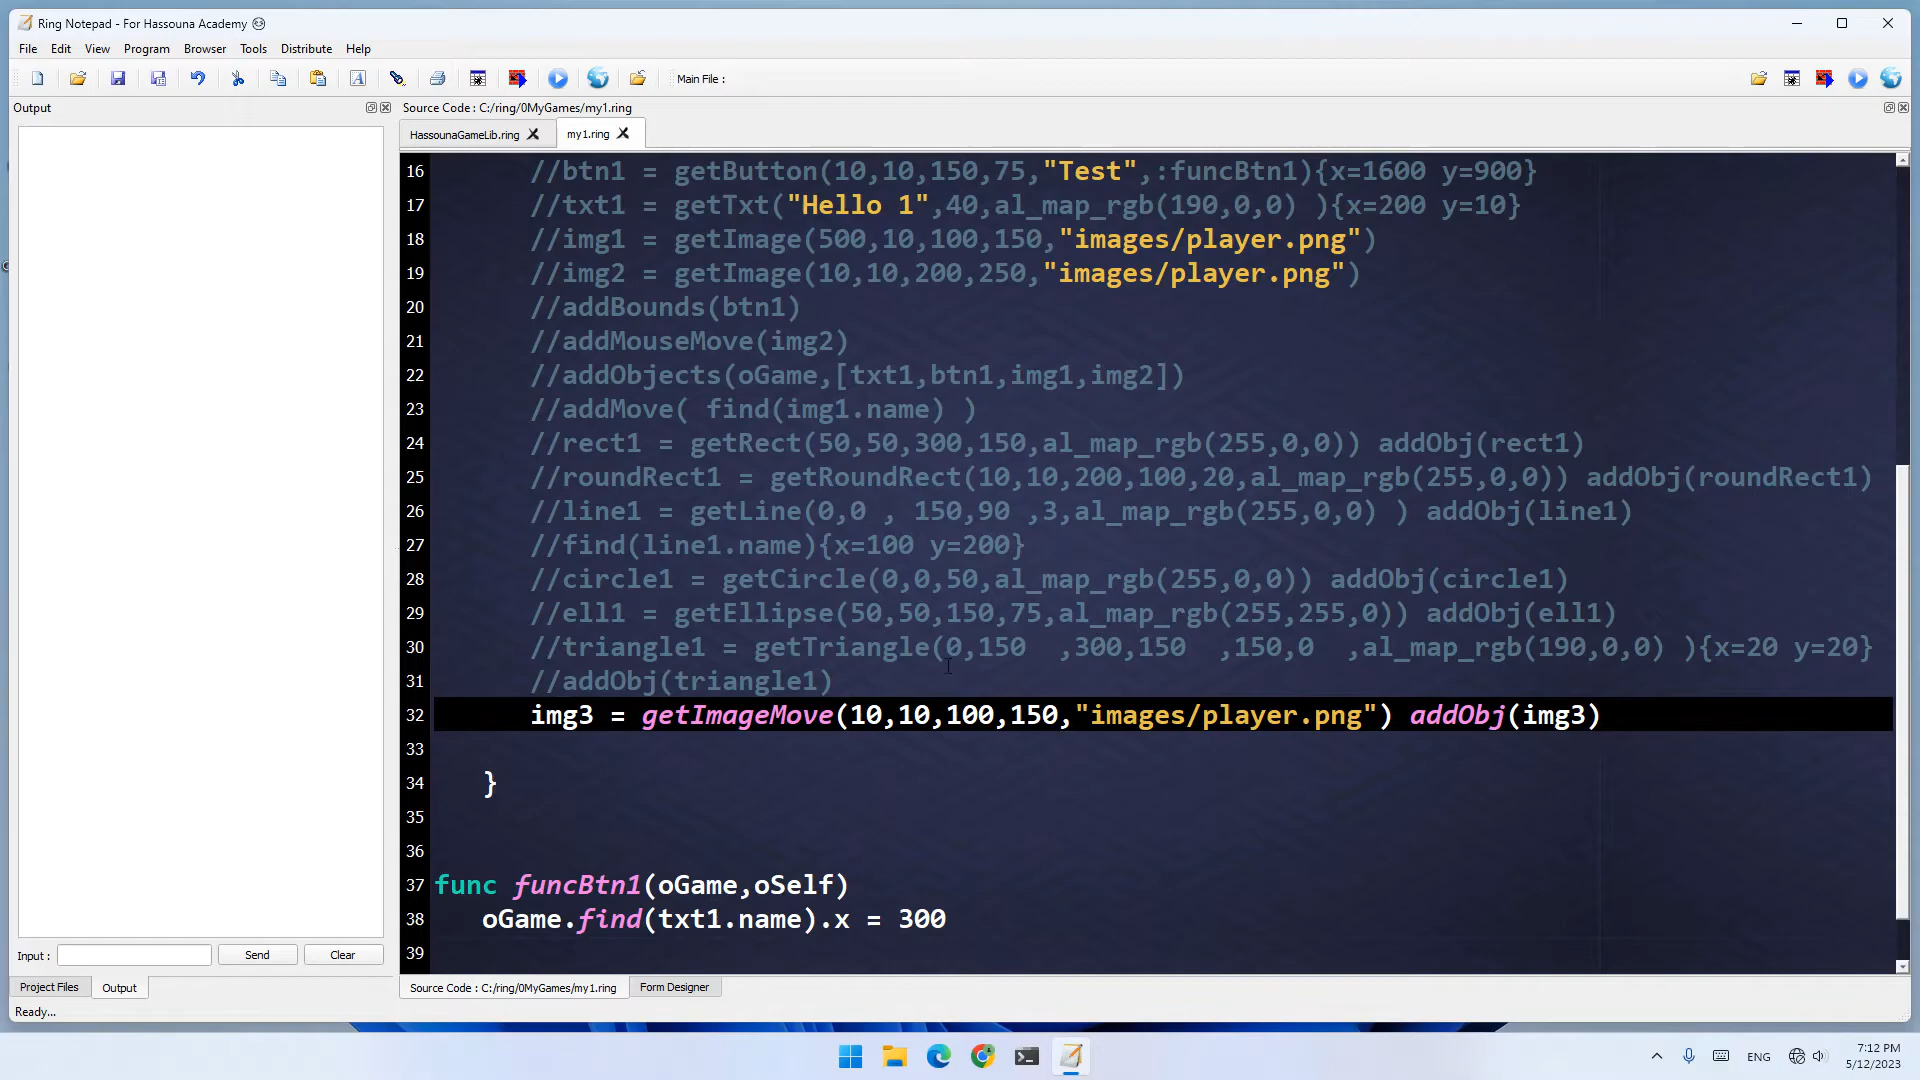 Ring Notepad - For Hassouna Academy
File Edit View Program Browser Tools Distribute Help
Main File :
Output
Source Code : C:/ring/0MyGames/my1.ring
HassounaGameLib.ring
my1.ring
16 //btn1 = getButton(10,10,150,75,"Test",:funcBtn1){x=1600 y=900}
17 //txt1 = getTxt("Hello 1",40,al_map_rgb(190,0,0) ){x=200 y=10}
18 //img1 = getImage(500,10,100,150,"images/player.png")
19 //img2 = getImage(10,10,200,250,"images/player.png")
20 //addBounds(btn1)
21 //addMouseMove(img2)
22 //addObjects(oGame,[txt1,btn1,img1,img2])
23 //addMove( find(img1.name) )
24 //rect1 = getRect(50,50,300,150,al_map_rgb(255,0,0)) addObj(rect1)
25 //roundRect1 = getRoundRect(10,10,200,100,20,al_map_rgb(255,0,0)) addObj(roundRect1)
26 //line1 = getLine(0,0 , 150,90 ,3,al_map_rgb(255,0,0) ) addObj(line1)
27 //find(line1.name){x=100 y=200}
28 //circle1 = getCircle(0,0,50,al_map_rgb(255,0,0)) addObj(circle1)
29 //ell1 = getEllipse(50,50,150,75,al_map_rgb(255,255,0)) addObj(ell1)
30 //triangle1 = getTriangle(0,150 ,300,150 ,150,0 ,al_map_rgb(190,0,0) ){x=20 y=20}
31 //addObj(triangle1)
32 img3 = getImageMove(10,10,100,150,"images/player.png") addObj(img3)
33
34 }
35
36
37 func funcBtn1(oGame,oSelf)
38 oGame.find(txt1.name).x = 300
39
Input : Send Clear
Project Files Output
Source Code : C:/ring/0MyGames/my1.ring Form Designer
Ready...
ENG
7:12 PM
5/12/2023